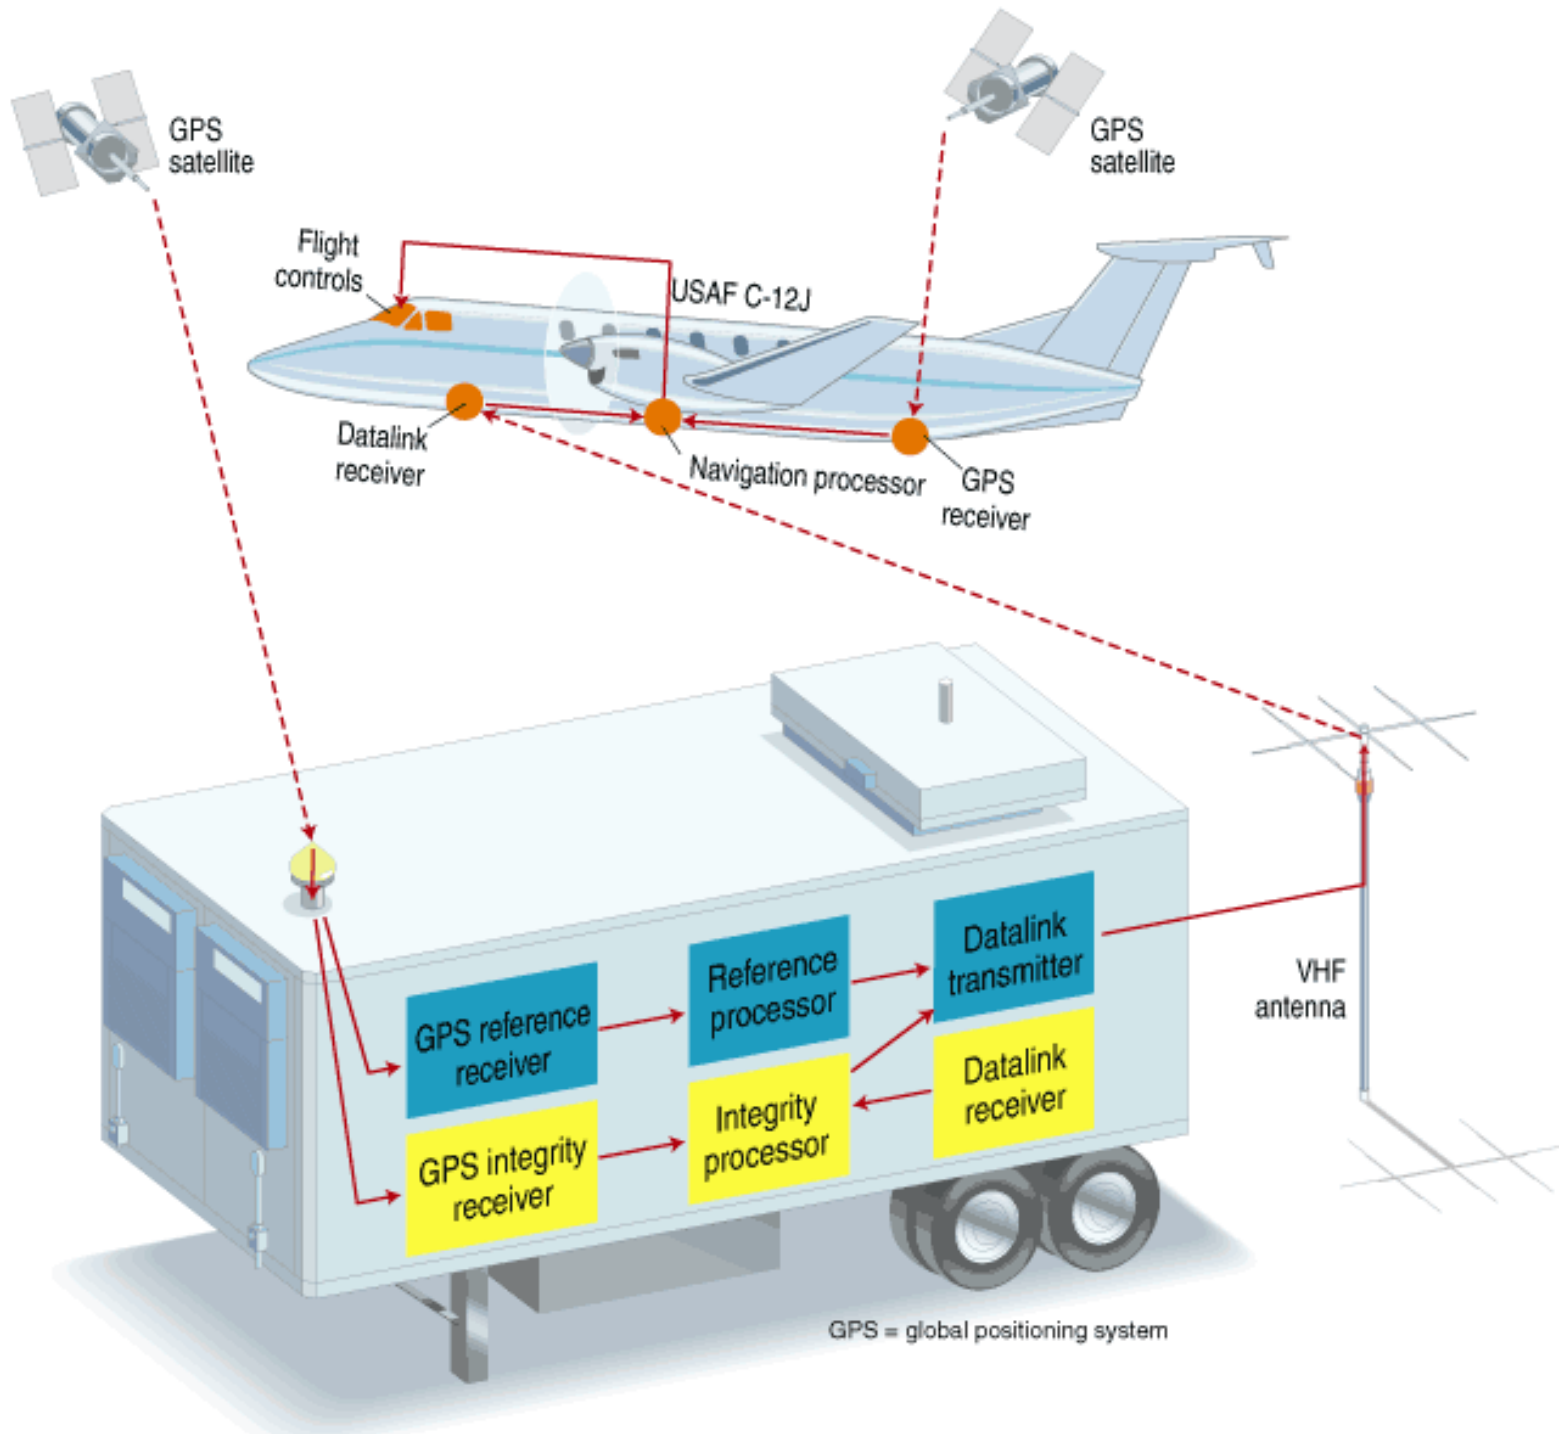 GPS
satellite
GPS
satellite
Flight
controls
USAF C-12J
Datalink
receiver
Navigation processor
GPS
receiver
Datalink
transmitter
Reference
processor
GPS reference
receiver
VHF
antenna
Datalink
receiver
Integrity
processor
GPS integrity
receiver
GPS = global positioning system